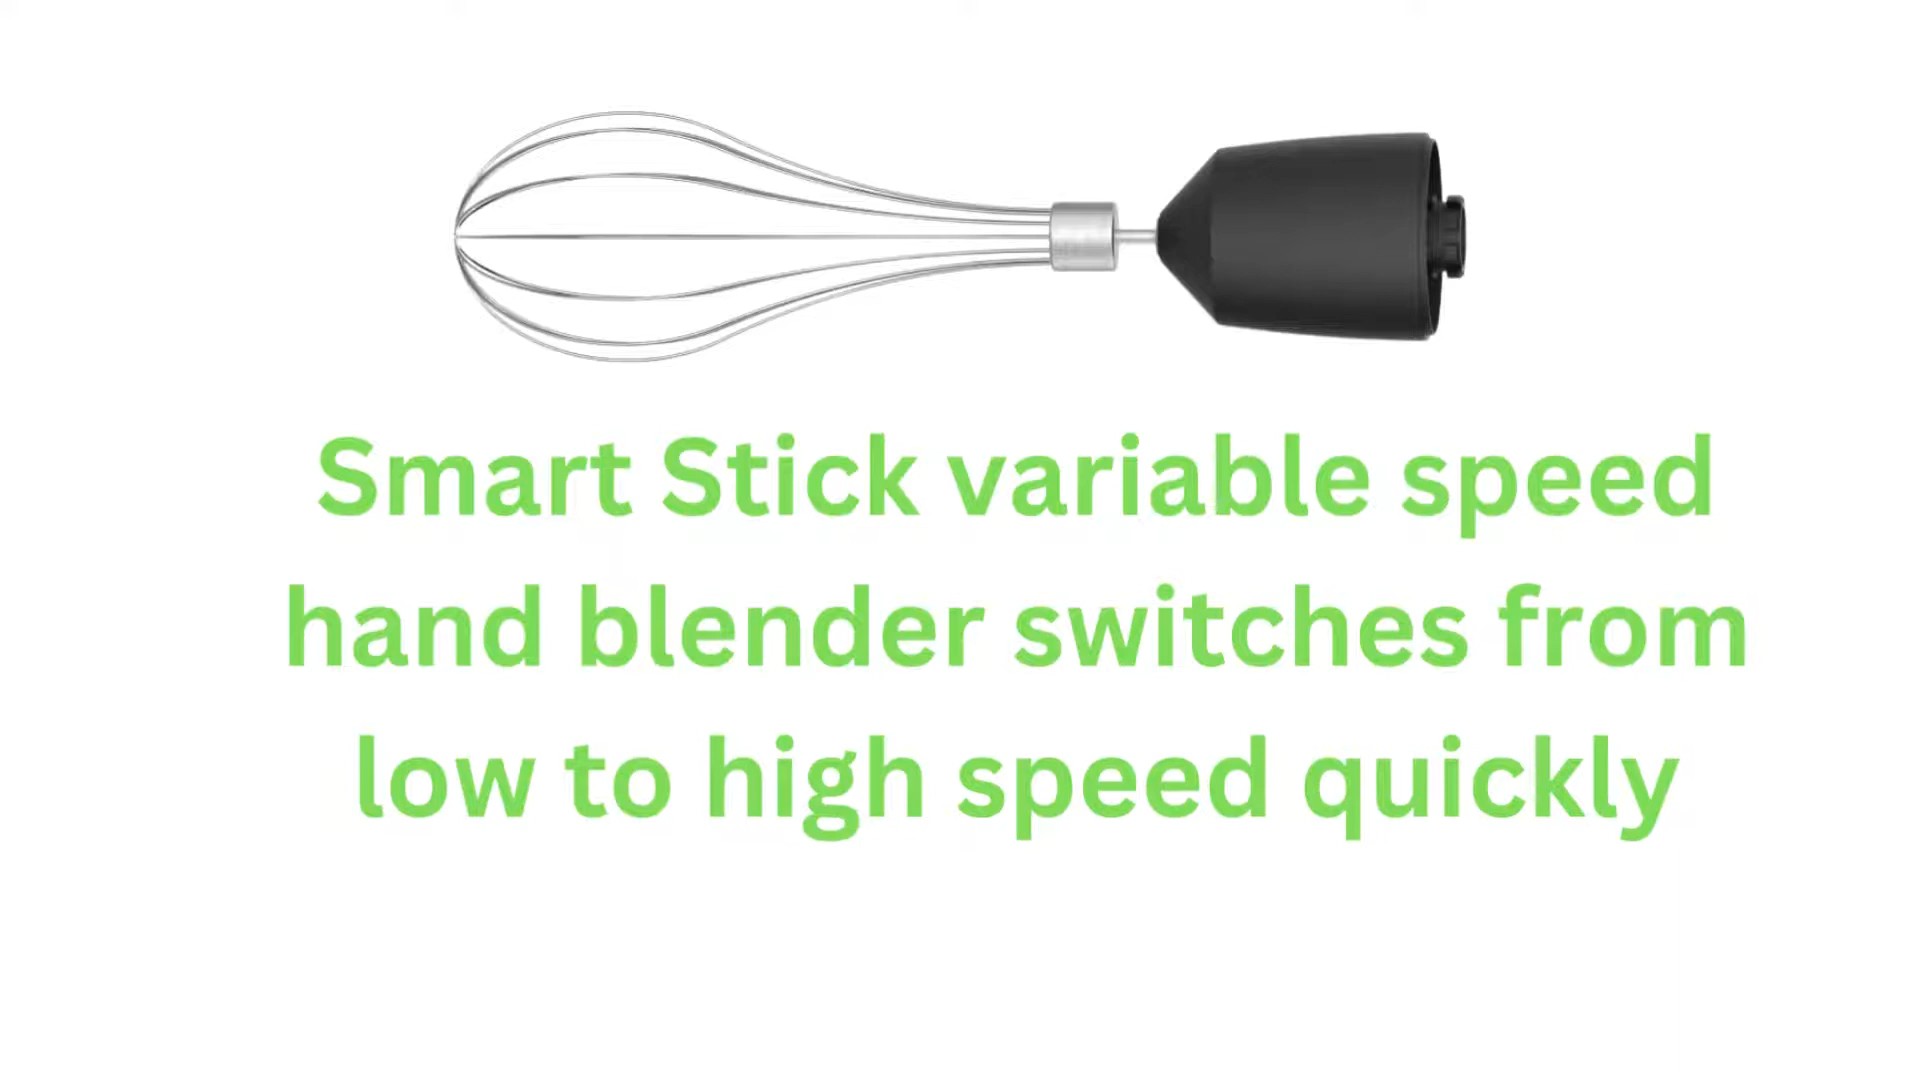 Smart Stick variable speed
hand blender switches from
low to high speed quickly